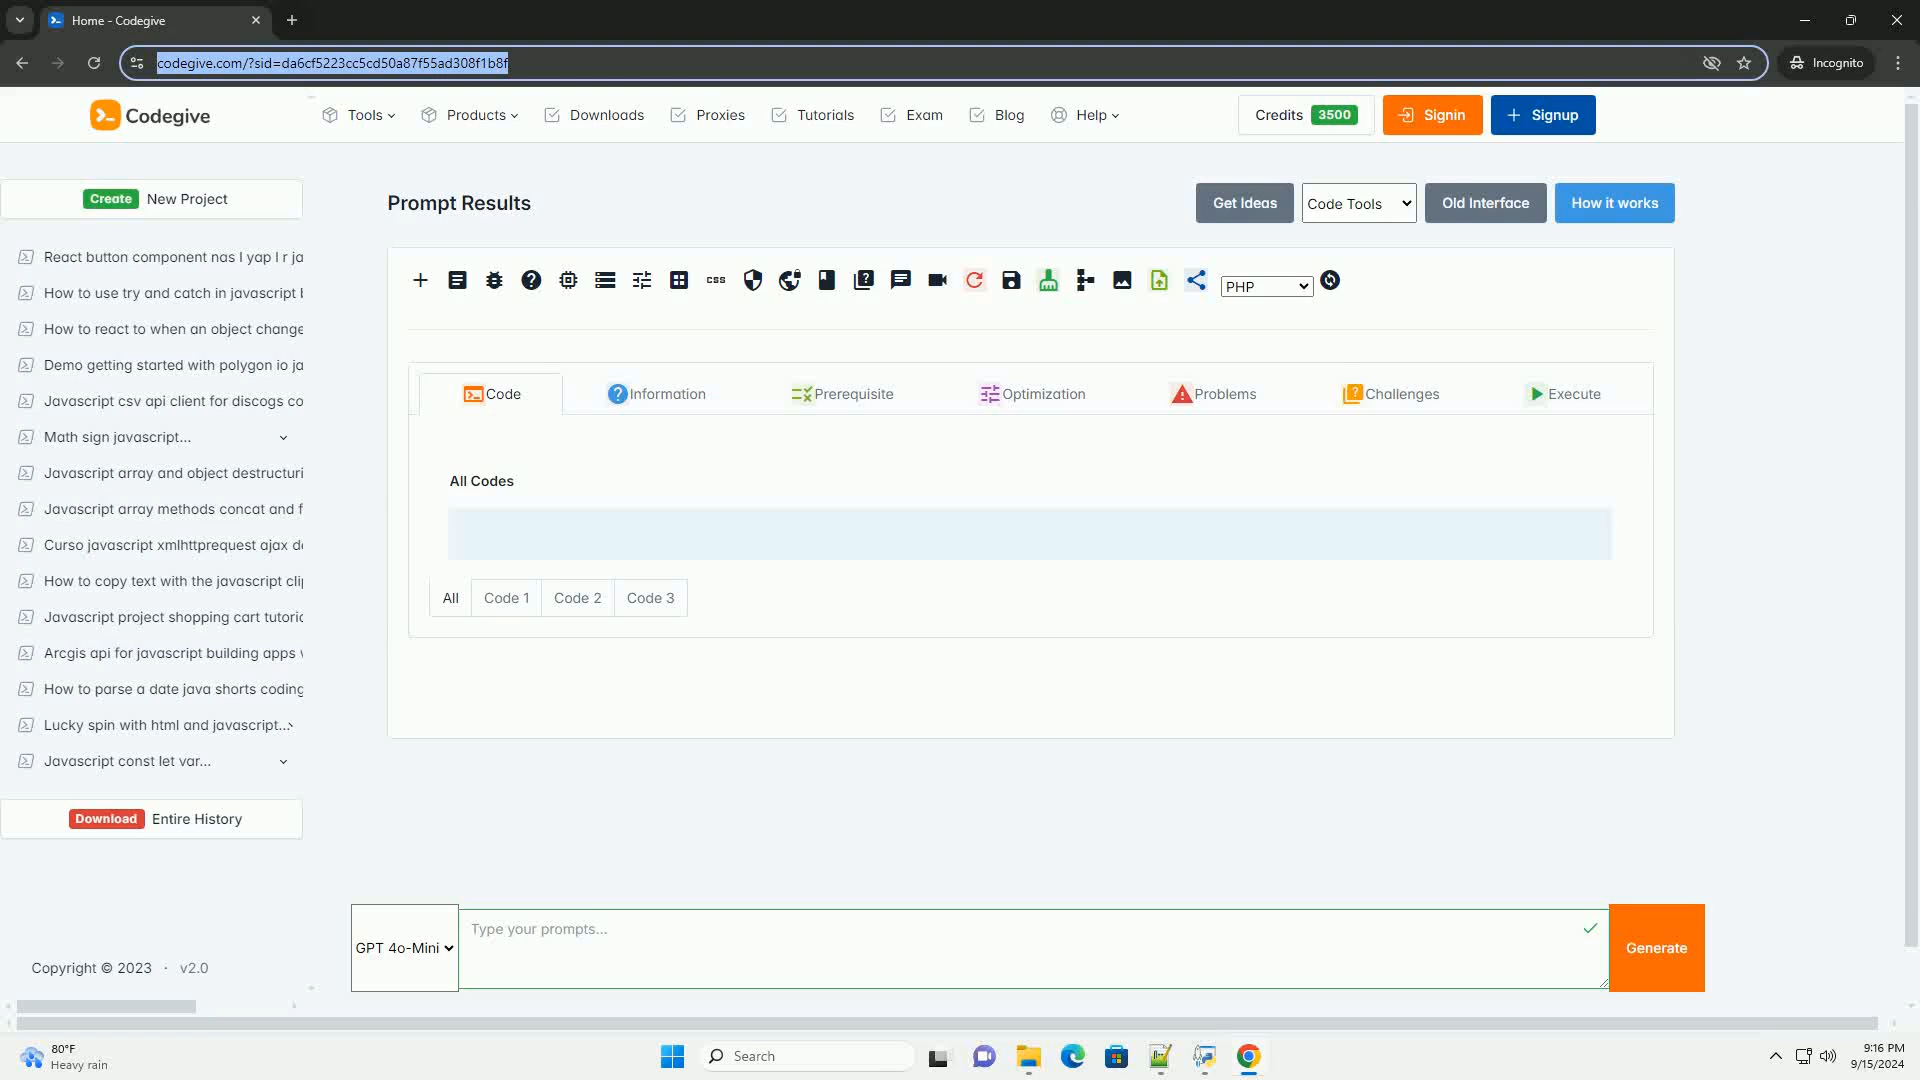 Home - Codegive
codegive.com/?sid=da6cf5223cc5cd50a87f55ad308f1b8f
Incognito
Codegive
Tools
Products
Downloads
Proxies
Tutorials
Exam
Blog
Help
Credits 3500
Signin
Signup
Create New Project
Prompt Results
Get Ideas
Code Tools
Old Interface
How it works
React button component nas l yap l r ja
How to use try and catch in javascript b
How to react to when an object change
Demo getting started with polygon io ja
Javascript csv api client for discogs co
Math sign javascript...
Javascript array and object destructuri
Javascript array methods concat and f
Curso javascript xmlhttprequest ajax de
How to copy text with the javascript clip
Javascript project shopping cart tutoric
Arcgis api for javascript building apps w
How to parse a date java shorts coding
Lucky spin with html and javascript...
Javascript const let var...
Download Entire History
css
PHP
Code
Information
Prerequisite
Optimization
Problems
Challenges
Execute
All Codes
All
Code 1
Code 2
Code 3
GPT 4o-Mini
Type your prompts...
Generate
Copyright © 2023 · v2.0
80°F
Heavy rain
Search
9:16 PM
9/15/2024